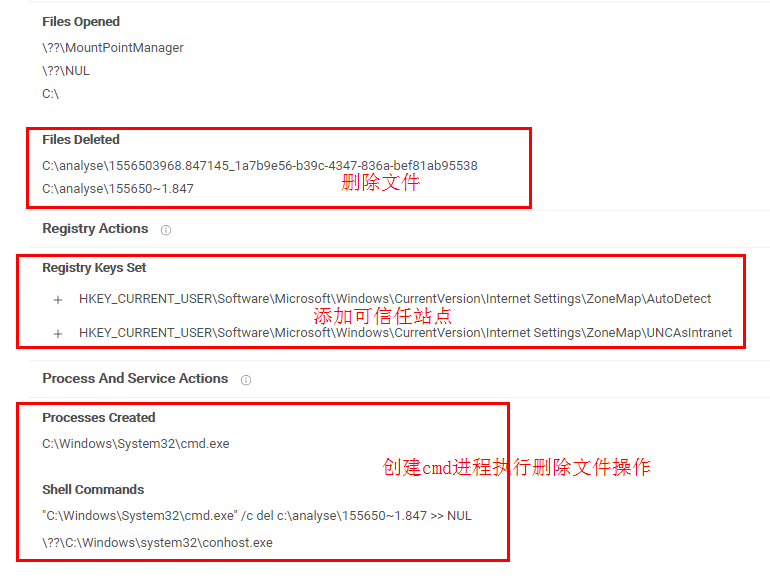 Files Opened
\??\MountPointManager
\??\NUL
C:\
Files Deleted
C:\analyse\1556503968.847145_1a7b9e56-b39c-4347-836a-bef81ab95538
删除文件
C:\analyse\155650~1.847
Registry Actions
Registry Keys Set
+ HKEY_CURRENT_USER\Software\Microsoft\Windows\CurrentVersion\Internet Settings\ZoneMap\AutoDetect
添加可信任站点
+ HKEY_CURRENT_USER\Software\Microsoft\Windows\CurrentVersion\Internet Settings\ZoneMap\UNCAsIntranet
Process And Service Actions
Processes Created
C:\Windows\System32\cmd.exe
创建cmd进程执行删除文件操作
Shell Commands
"C:\Windows\System32\cmd.exe" /c del c:\analyse\155650~1.847 >> NUL
\??\C:\Windows\system32\conhost.exe